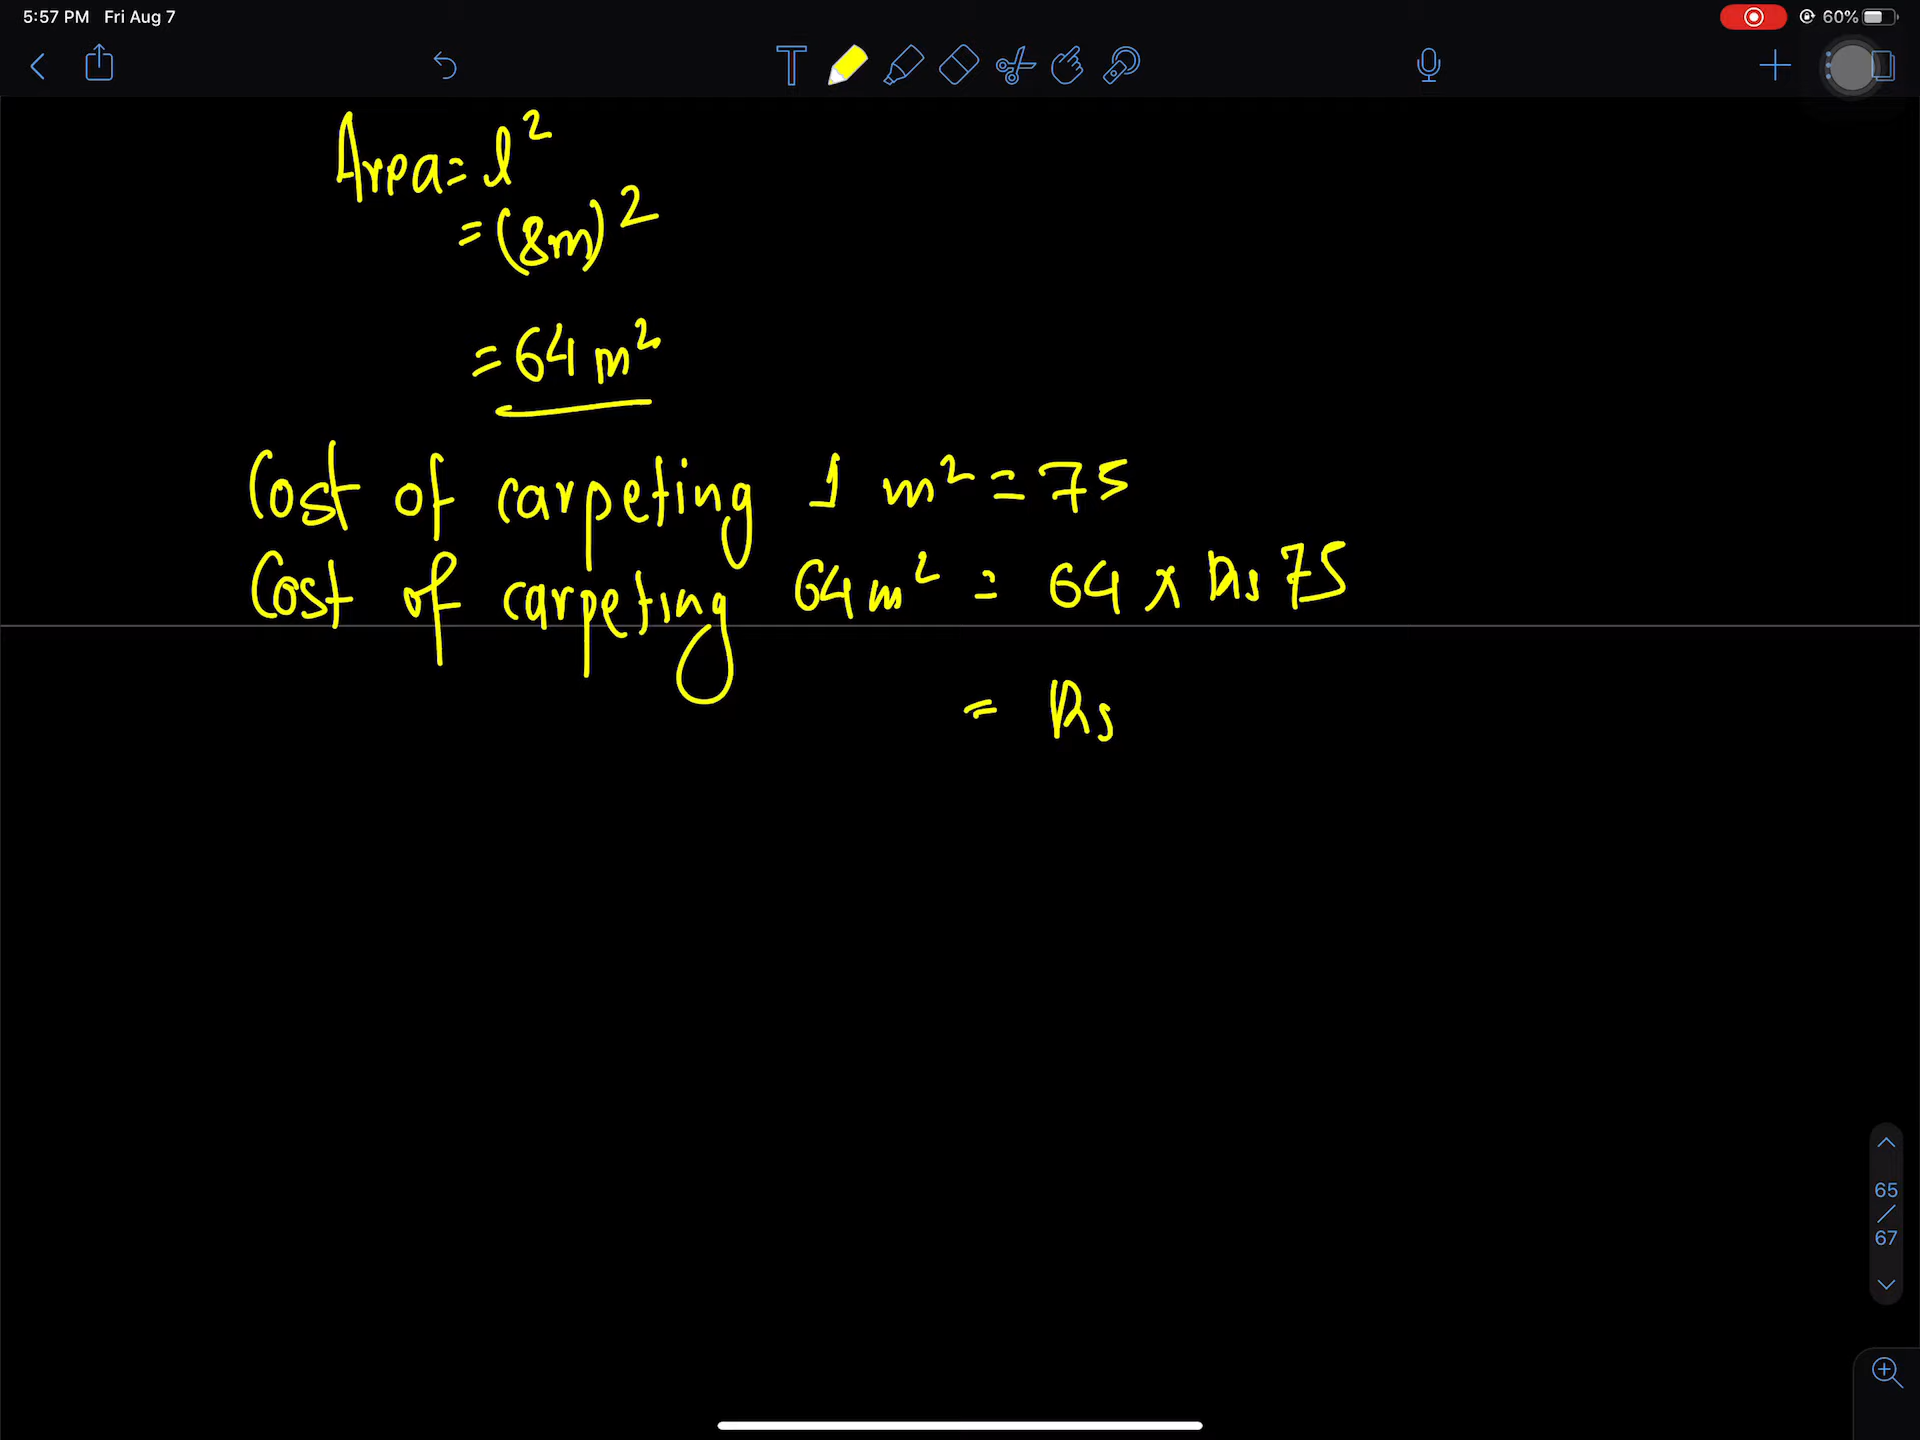 5:57 PM Fri Aug 7
60%
T
Area = l²
= (8m)²
= 64 m²
Cost of carpeting 1 m² = 75
Cost of carpeting 64 m² = 64 x Rs 75
= Rs
65
/
67